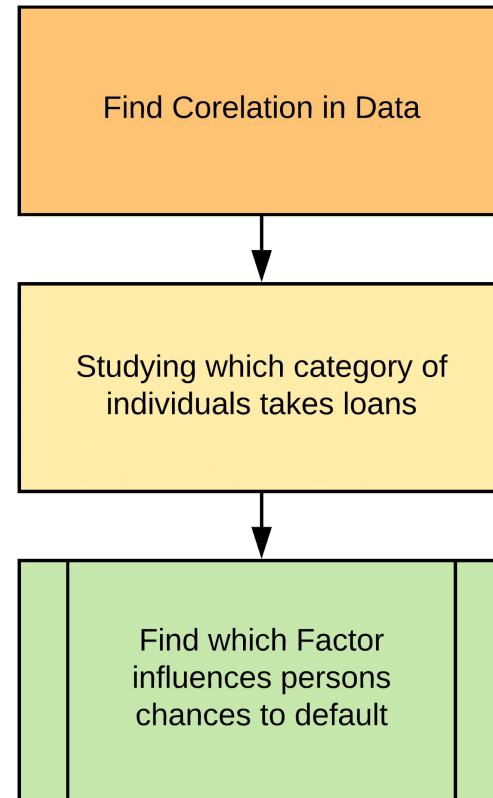 Find Corelation in Data
Studying which category of
individuals takes loans
Find which Factor
influences persons
chances to default